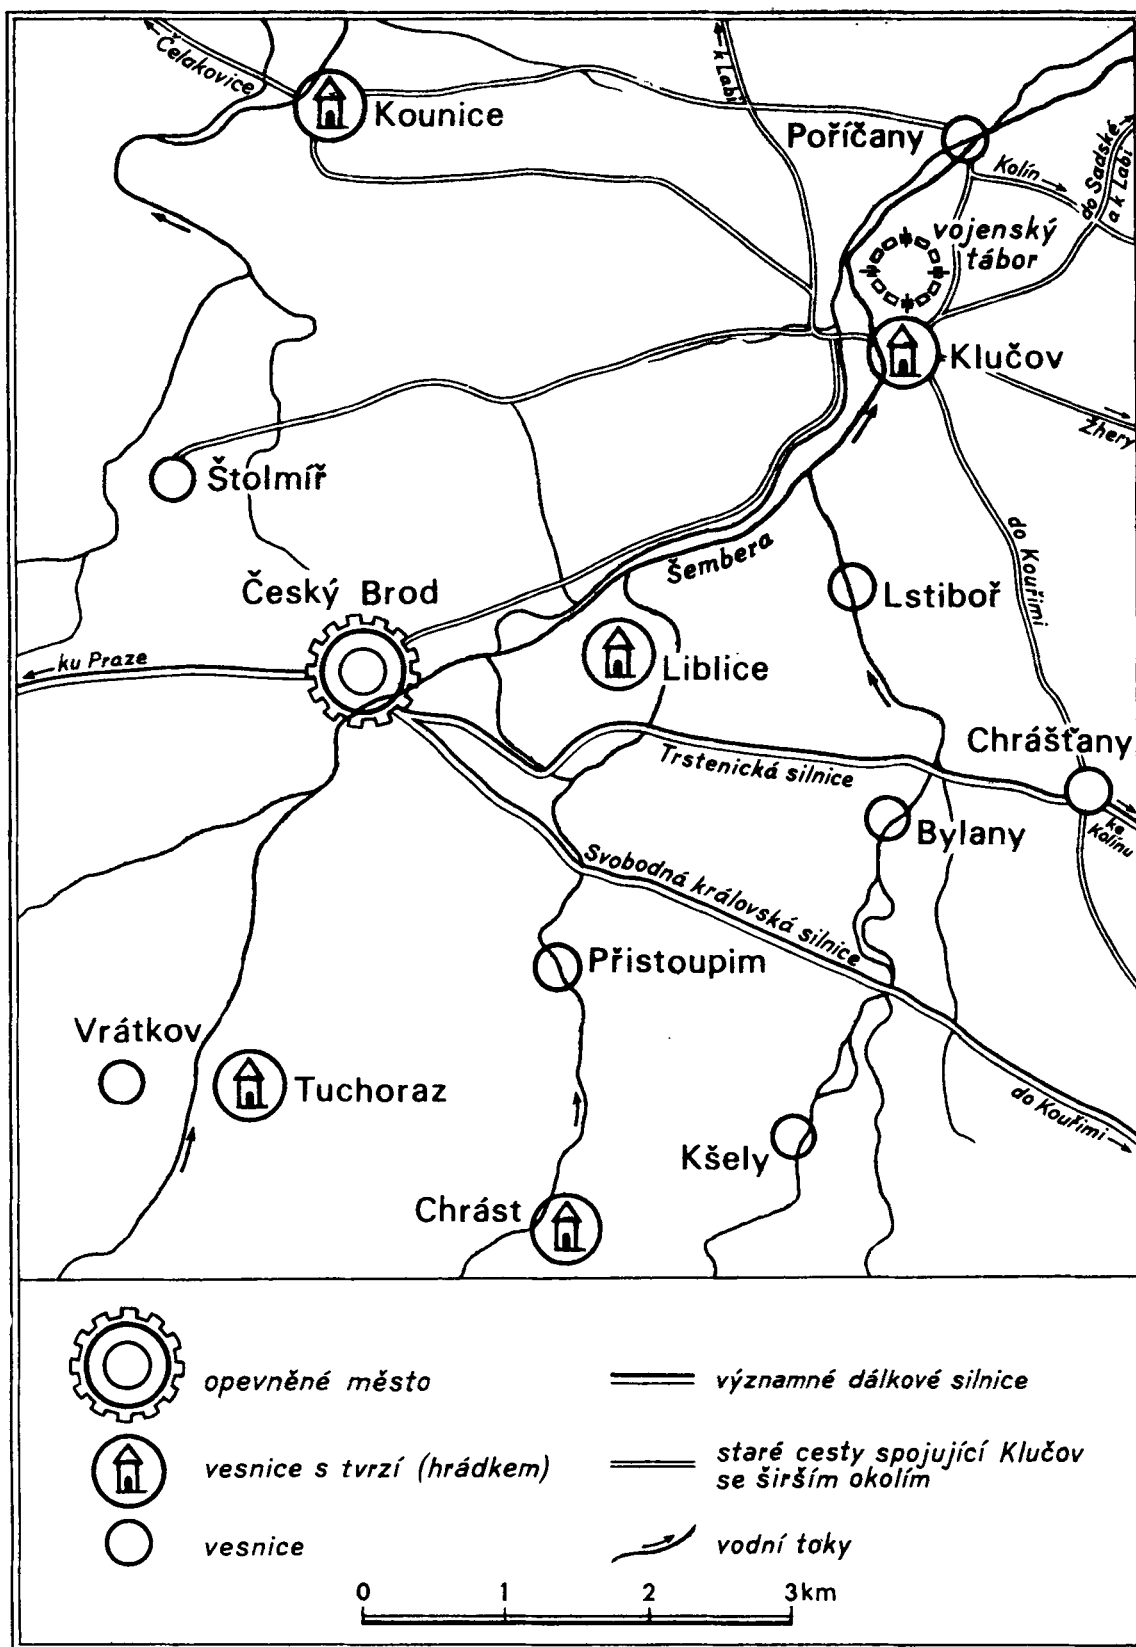 Čelakovice
Kounice
k Labi
Poříčany
Kolín
do Sadské
a k Labi
vojenský
tábor
Klučov
Žhery
Štolmíř
do Kouřimi
Šembera
Český Brod
Lstiboř
ku Praze
Liblice
Chrášťany
Trstenická silnice
ke
Kolínu
Bylany
Svobodná královská silnice
Přistoupim
Vrátkov
Tuchoraz
do Kouřimi
Kšely
Chrást
opevněné město
významné dálkové silnice
vesnice s tvrzí (hrádkem)
staré cesty spojující Klučov
se širším okolím
vesnice
vodní toky
0 1 2 3km